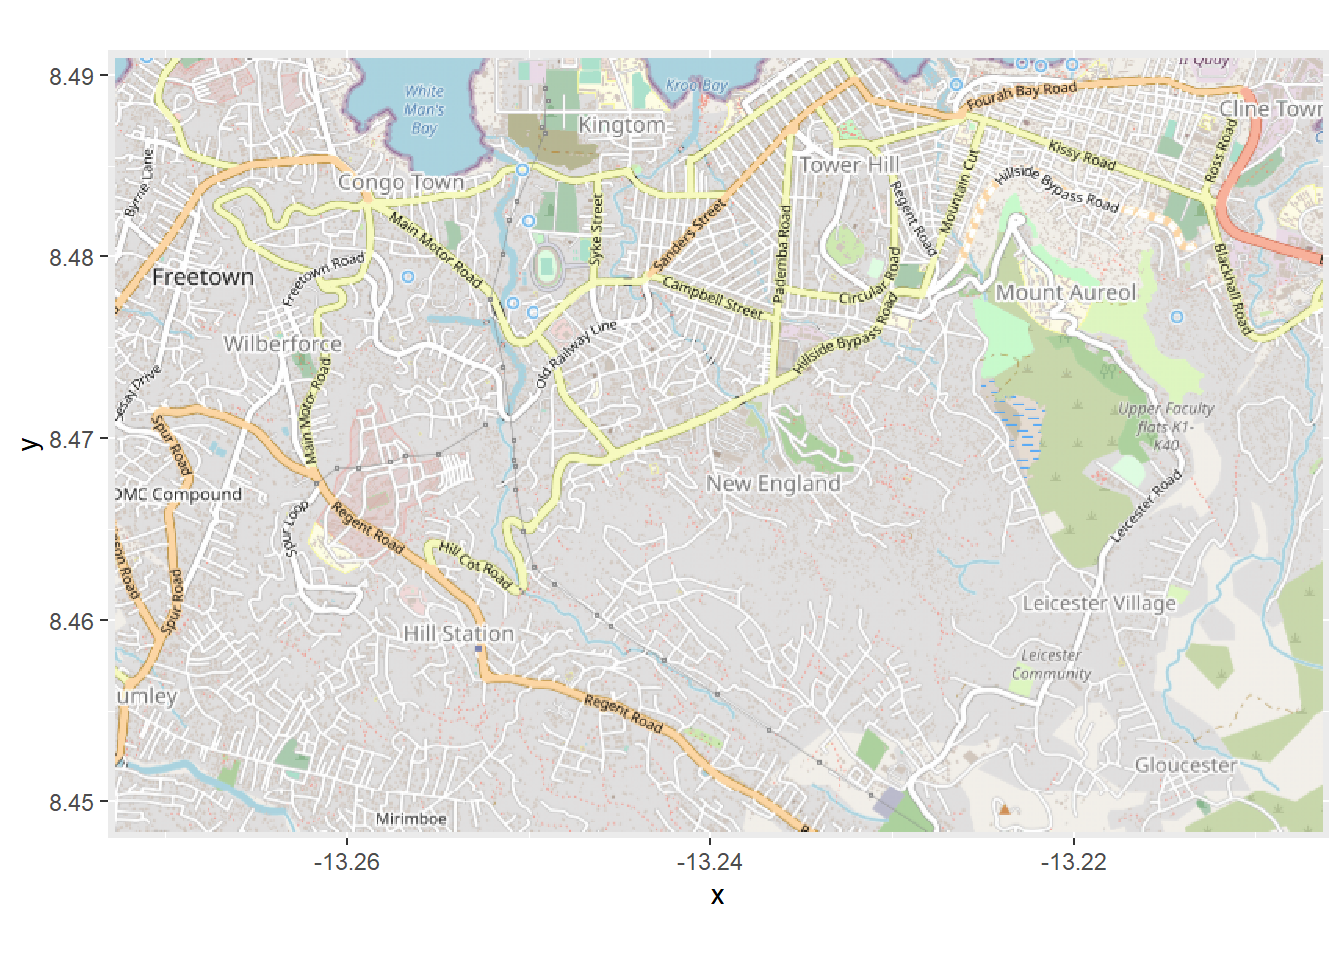 8.49
8.48
8.47
8.46
8.45
y
White
Man's
Bay
Kroo Bay
Kingtom
Fourah Bay Road
Cline Town
Kissy Road
Ross Road
Tower Hill
Congo Town
Byrne Lane
Hillside Bypass Road
Mountain Cut
Regent Road
Main Motor Road
Syke Street
Sanders Street
Pademba Road
Freetown
Freetown Road
Campbell Street
Circular Road
Mount Aureol
Blackhall Road
Wilberforce
Old Railway Line
Hillside Bypass Road
Main Motor Road
Spur Road
Upper Faculty
flats K1-
K40
New England
OMC Compound
Spur Loop
Regent Road
Hill Cot Road
Leicester Road
Spur Road
Leicester Village
Hill Station
Leicester
Community
umley
Regent Road
Gloucester
Mirimboe
-13.26
-13.24
-13.22
x